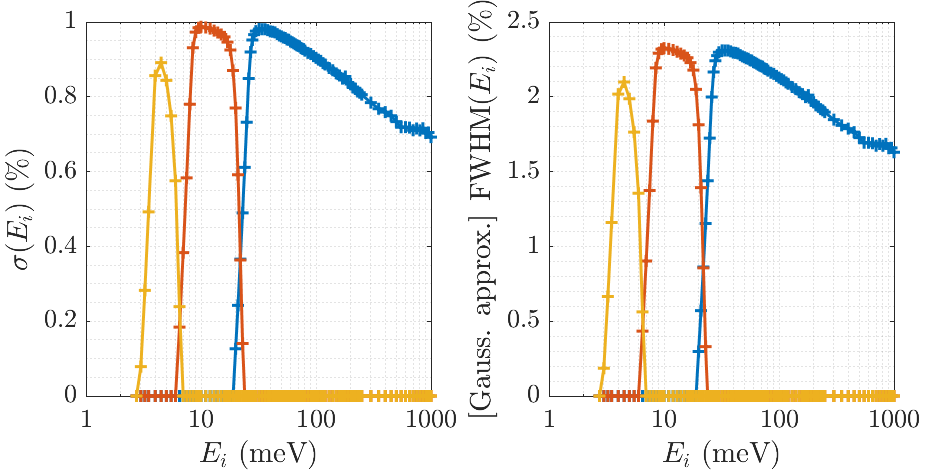 1
0.8
0.6
0.4
0.2
0
σ(E_i) (%)
1 10 100 1000
E_i (meV)
2.5
2
1.5
1
0.5
0
[Gauss. approx.] FWHM(E_i) (%)
1 10 100 1000
E_i (meV)